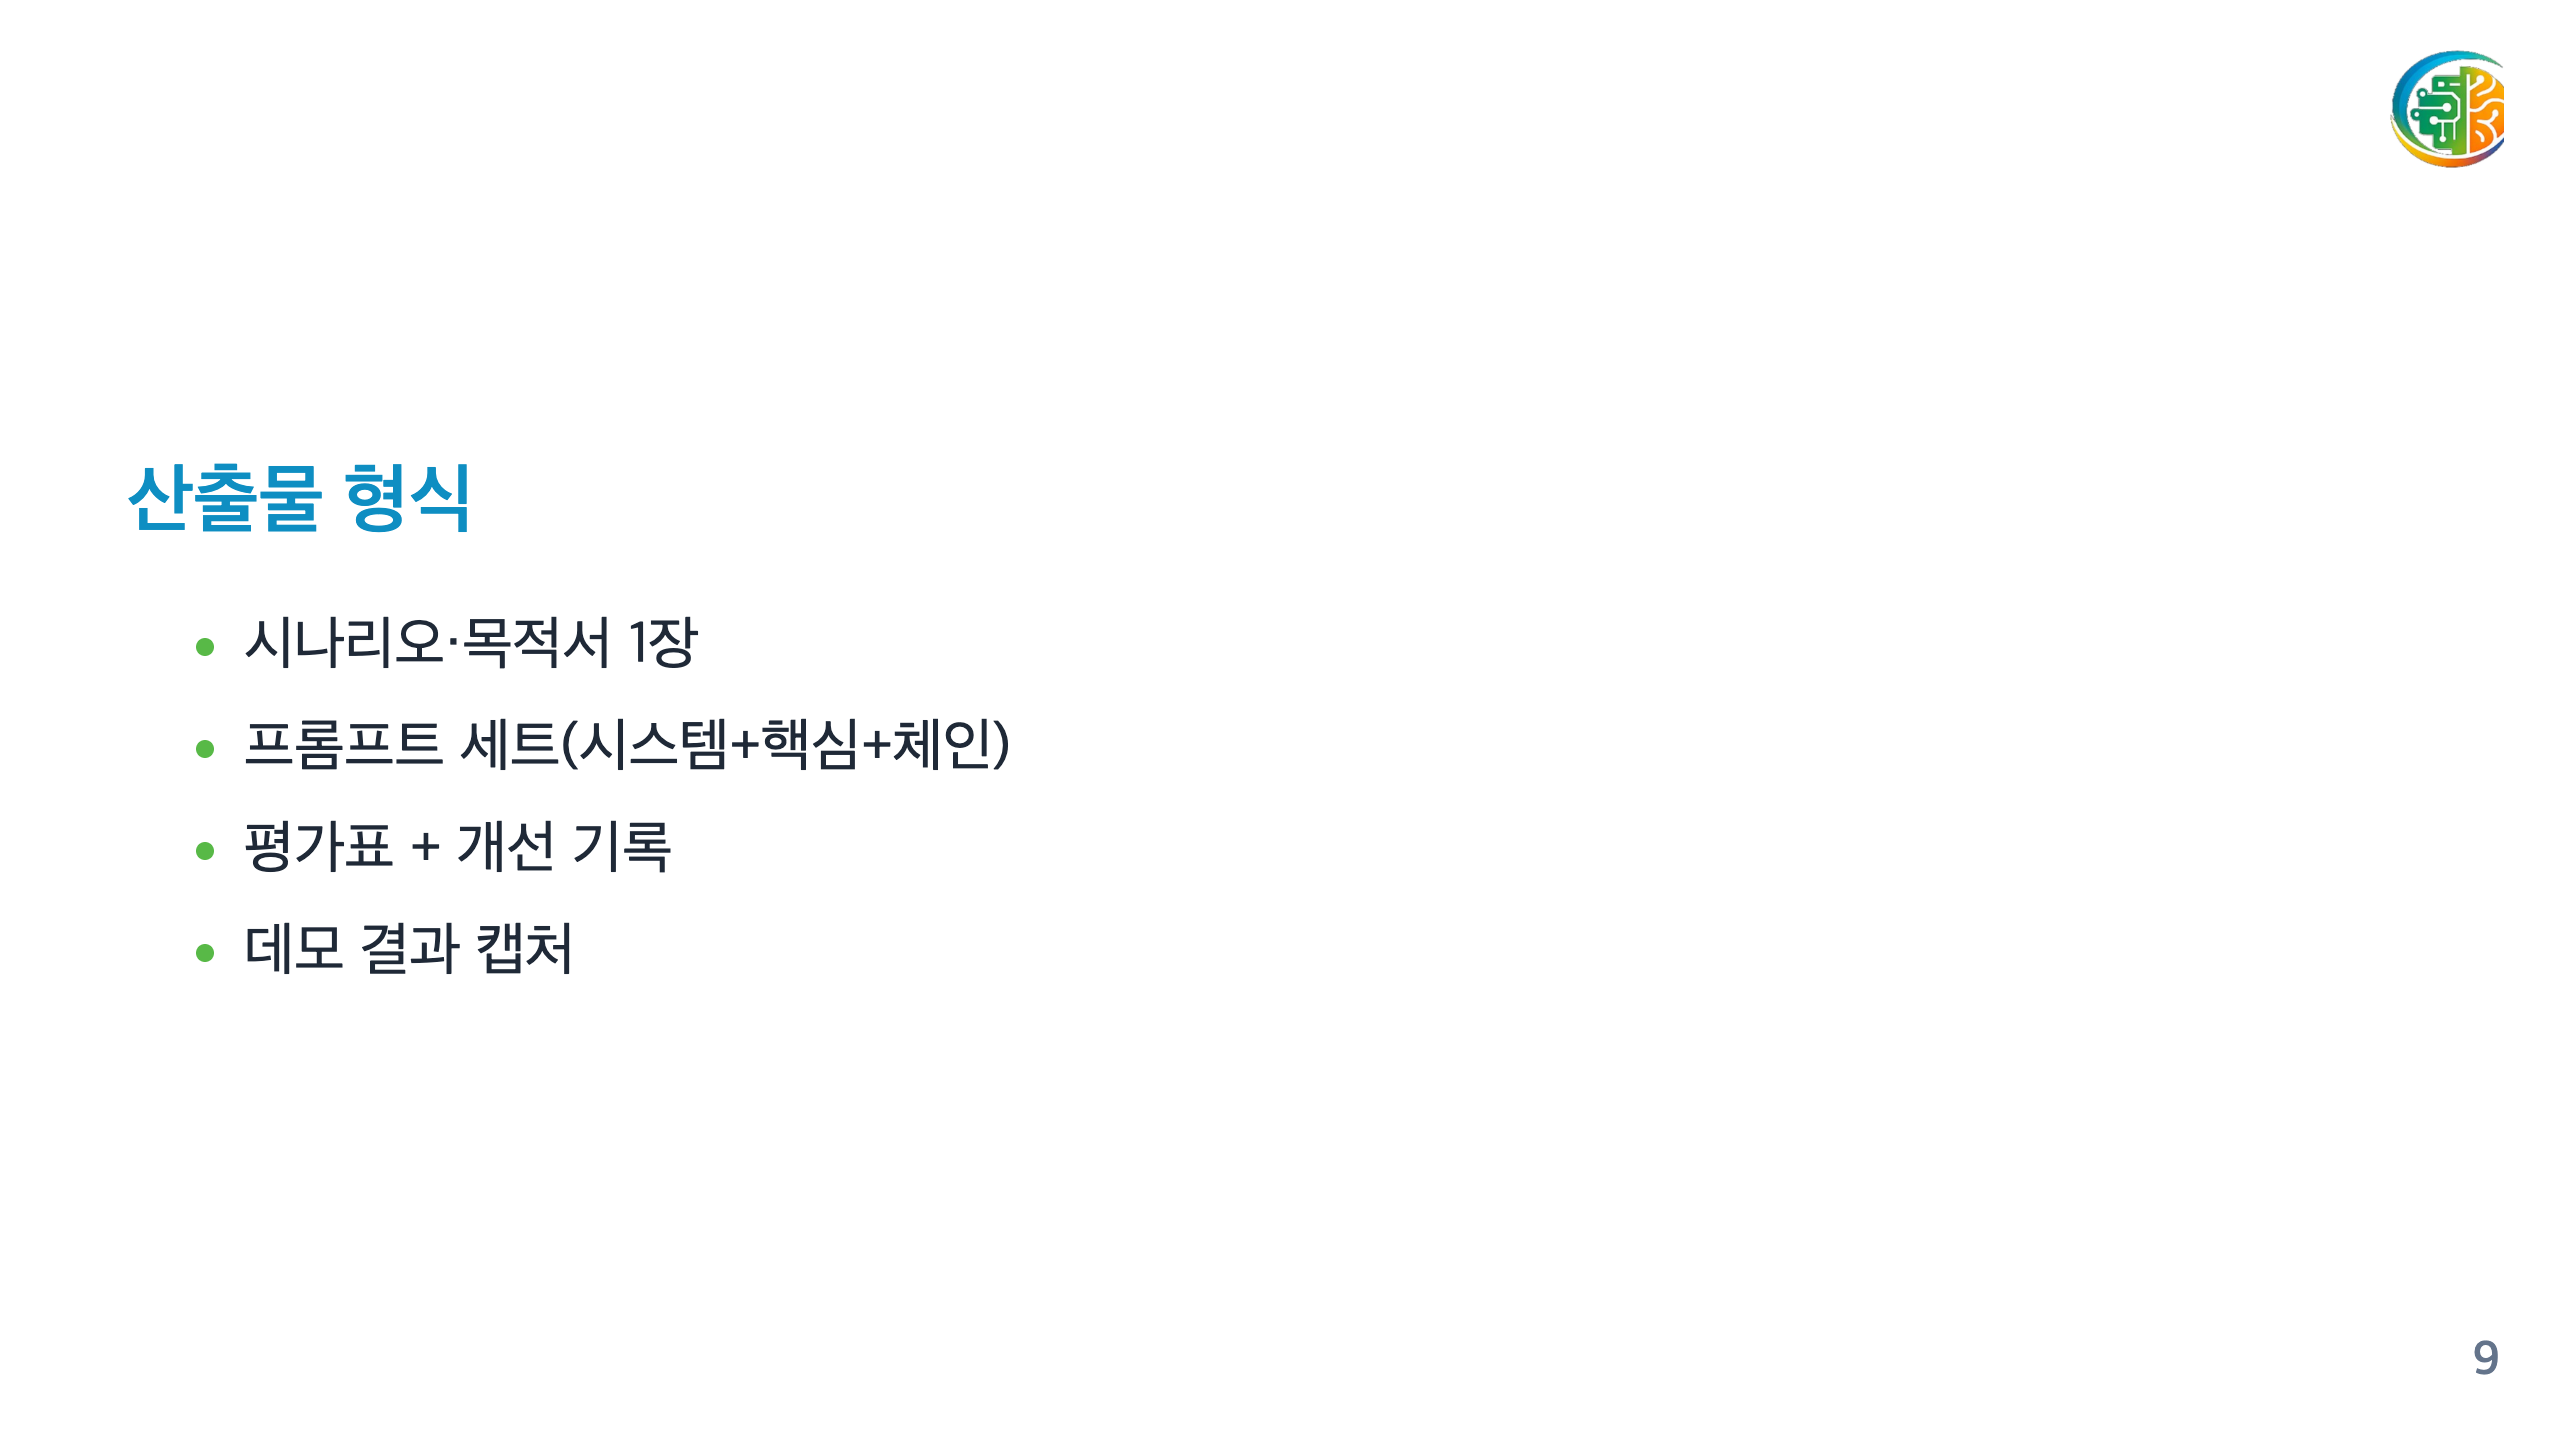 산출물 형식
시나리오·목적서 1장
프롬프트 세트(시스템+핵심+체인)
평가표 + 개선 기록
데모 결과 캡처
9